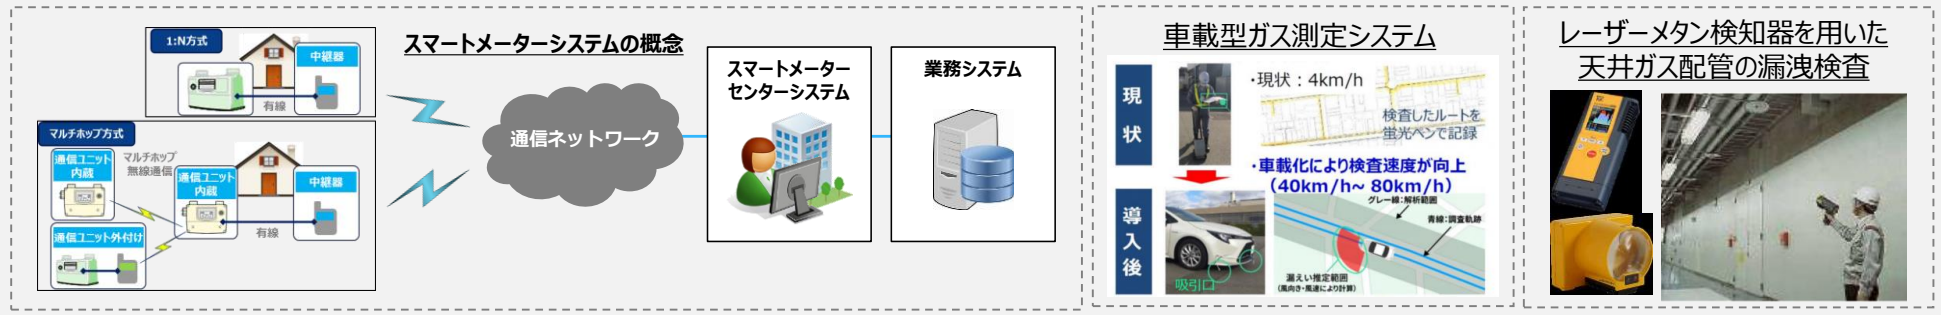 スマートメーターシステムの概念
1:N方式
中継器
有線
マルチホップ方式
通信ユニット
内蔵
マルチホップ
無線通信
通信ユニット
内蔵
中継器
有線
通信ユニット外付け
通信ネットワーク
スマートメーター
センターシステム
業務システム
車載型ガス測定システム
現状
・現状：4km/h
検査したルートを
蛍光ペンで記録
・車載化により検査速度が向上
（40km/h~ 80km/h）
導入後
吸引口
グレー線：解析範囲
青線：調査軌跡
漏えい推定範囲
（風向き・風速により計算）
レーザーメタン検知器を用いた
天井ガス配管の漏洩検査